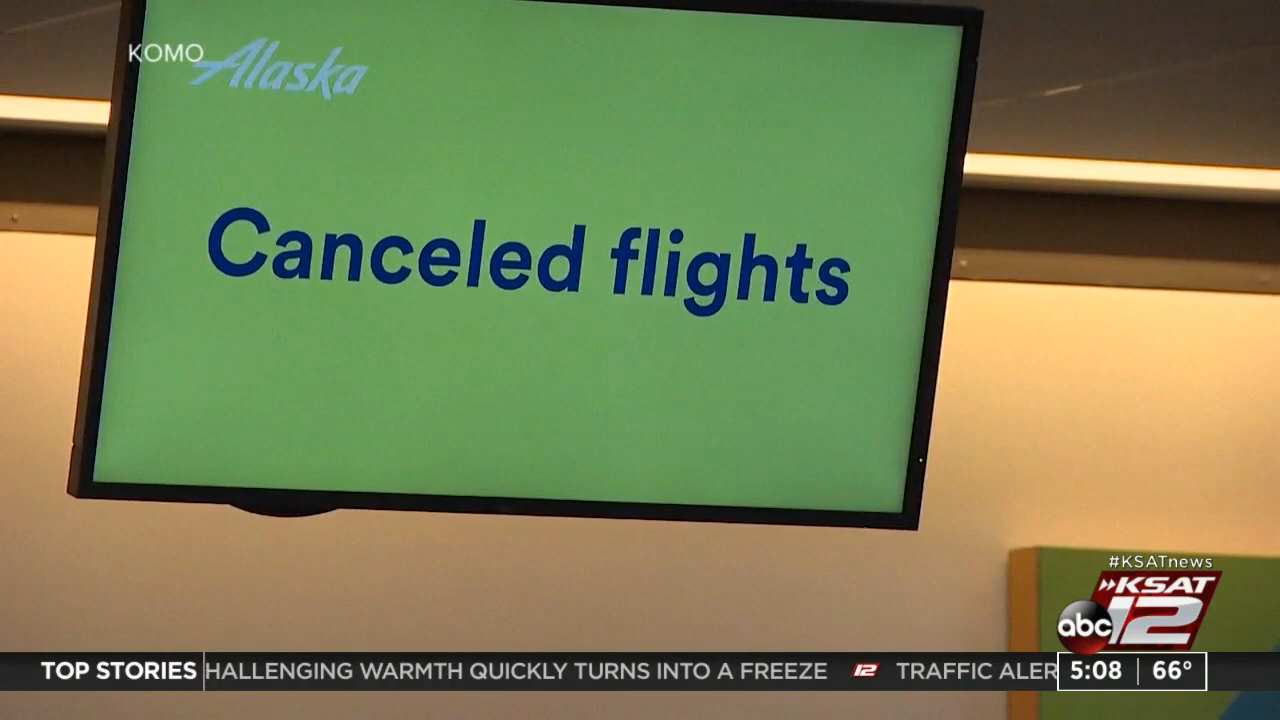 KOMO
Alaska
Canceled flights
#KSATnews
KSAT
abc 12
TOP STORIES HALLENGING WARMTH QUICKLY TURNS INTO A FREEZE 12 TRAFFIC ALER 5:08 66°